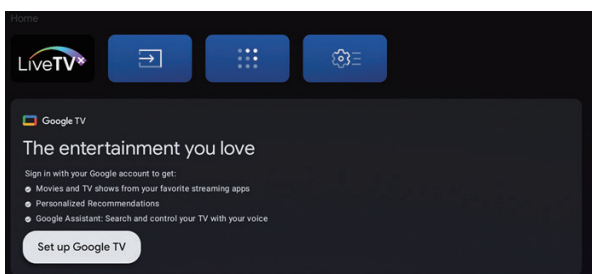 Home
LiveTVx
Google TV
The entertainment you love
Sign in with your Google account to get:
Movies and TV shows from your favorite streaming apps
Personalized Recommendations
Google Assistant: Search and control your TV with your voice
Set up Google TV